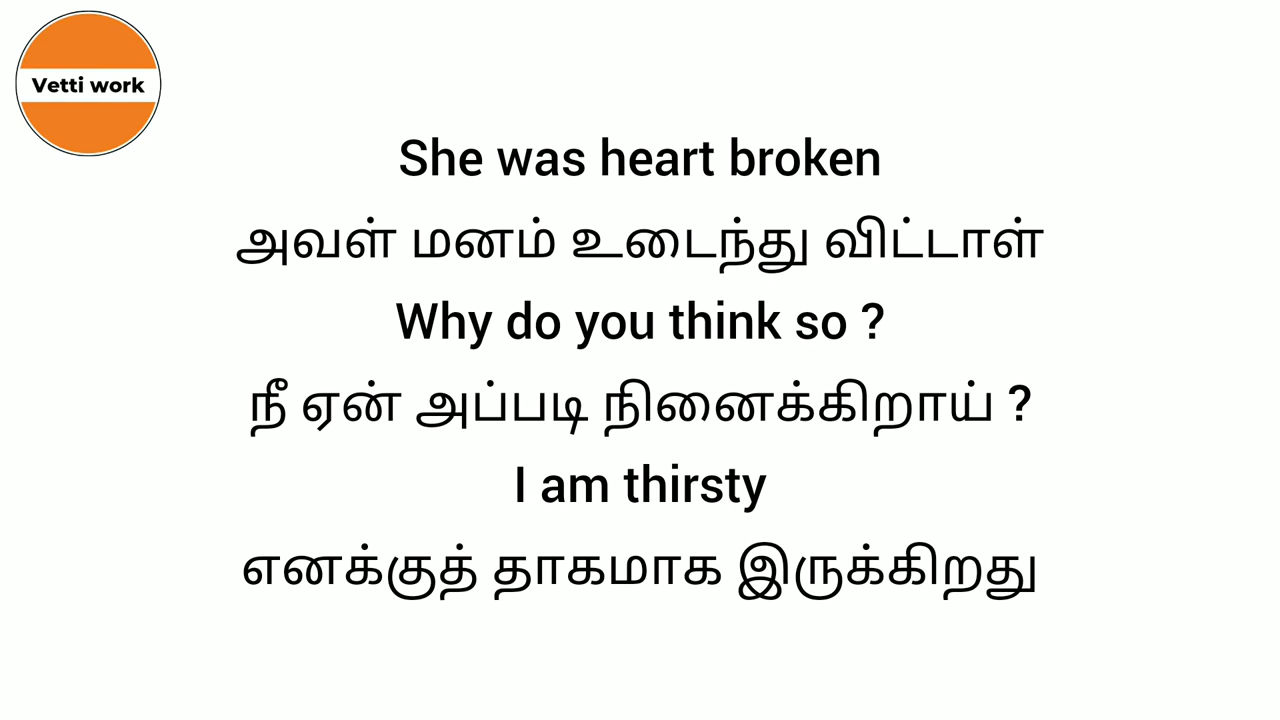 Vetti work
She was heart broken
அவள் மனம் உடைந்து விட்டாள்
Why do you think so ?
நீ ஏன் அப்படி நினைக்கிறாய் ?
I am thirsty
எனக்குத் தாகமாக இருக்கிறது